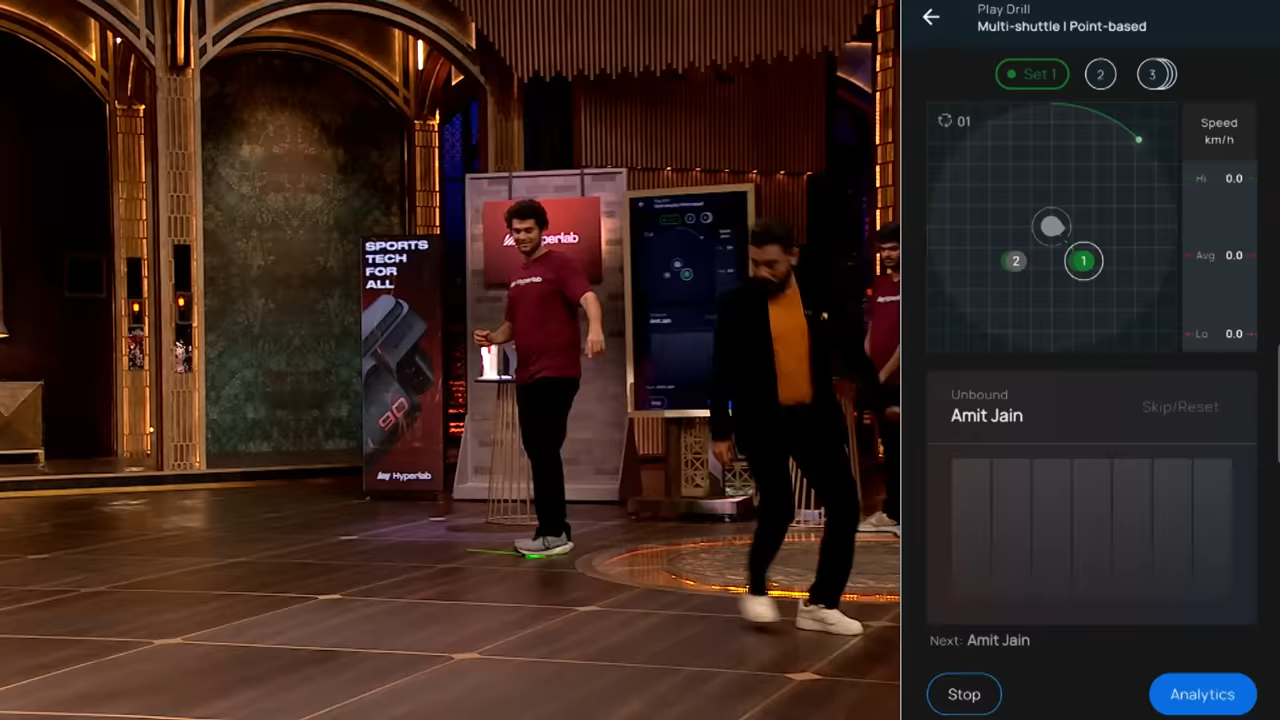 SPORTS
TECH
FOR
ALL
90
Hyperlab
Hyperlab
Play Drill
Multi-shuttle | Point-based
Set 1
2
3
01
Speed
km/h
Hi 0.0
Avg 0.0
Lo 0.0
2
1
Unbound
Amit Jain
Skip/Reset
Next: Amit Jain
Stop
Analytics